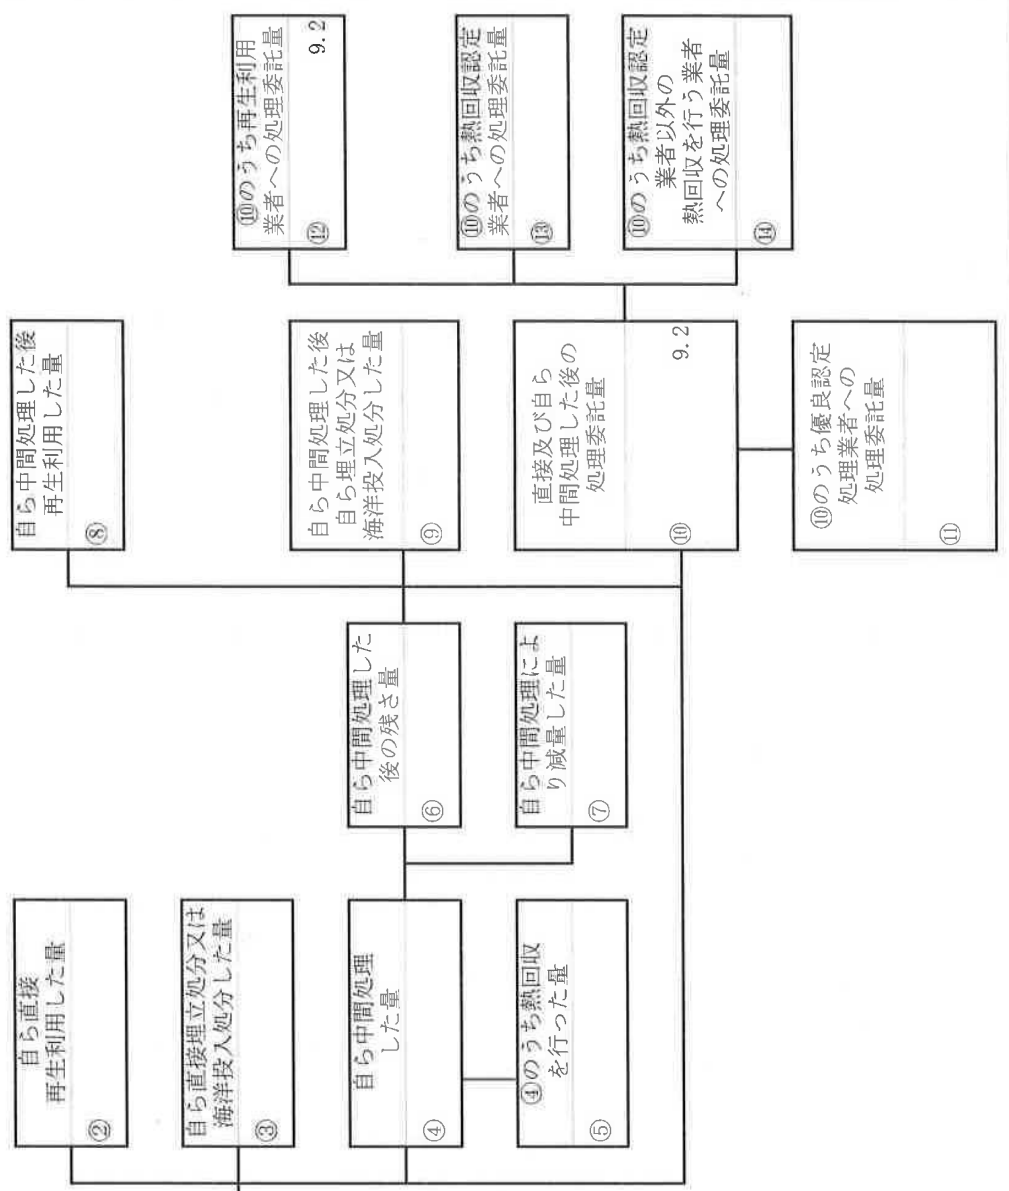 自ら直接
再生利用した量
②
自ら直接埋立処分又は
海洋投入処分した量
③
自ら中間処理
した量
④
④のうち熱回収
を行った量
⑤
自ら中間処理した
後の残さ量
⑥
自ら中間処理によ
り減量した量
⑦
自ら中間処理した後
再生利用した量
⑧
自ら中間処理した後
自ら埋立処分又は
海洋投入処分した量
⑨
直接及び自ら
中間処理した後の
処理委託量
⑩
9.2
⑩のうち優良認定
処理業者への
処理委託量
⑪
⑩のうち再生利用
業者への処理委託量
⑫
9.2
⑩のうち熱回収認定
業者への処理委託量
⑬
⑩のうち熱回収認定
業者以外の
熱回収を行う業者
への処理委託量
⑭